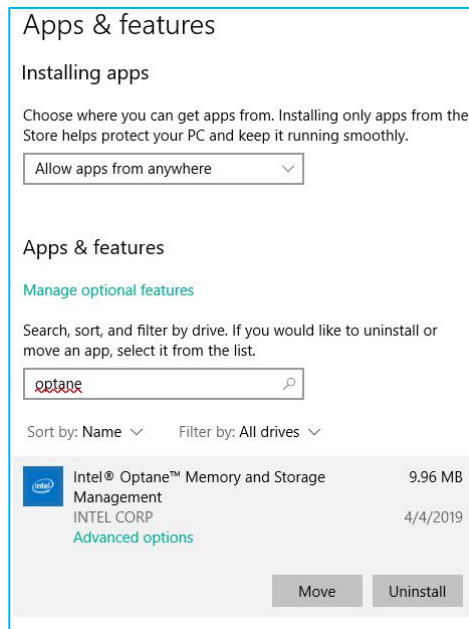 Apps & features
Installing apps
Choose where you can get apps from. Installing only apps from the
Store helps protect your PC and keep it running smoothly.
Allow apps from anywhere
Apps & features
Manage optional features
Search, sort, and filter by drive. If you would like to uninstall or
move an app, select it from the list.
optane
Sort by: Name Filter by: All drives
intel
Intel® Optane™ Memory and Storage 9.96 MB
Management
INTEL CORP 4/4/2019
Advanced options
Move Uninstall